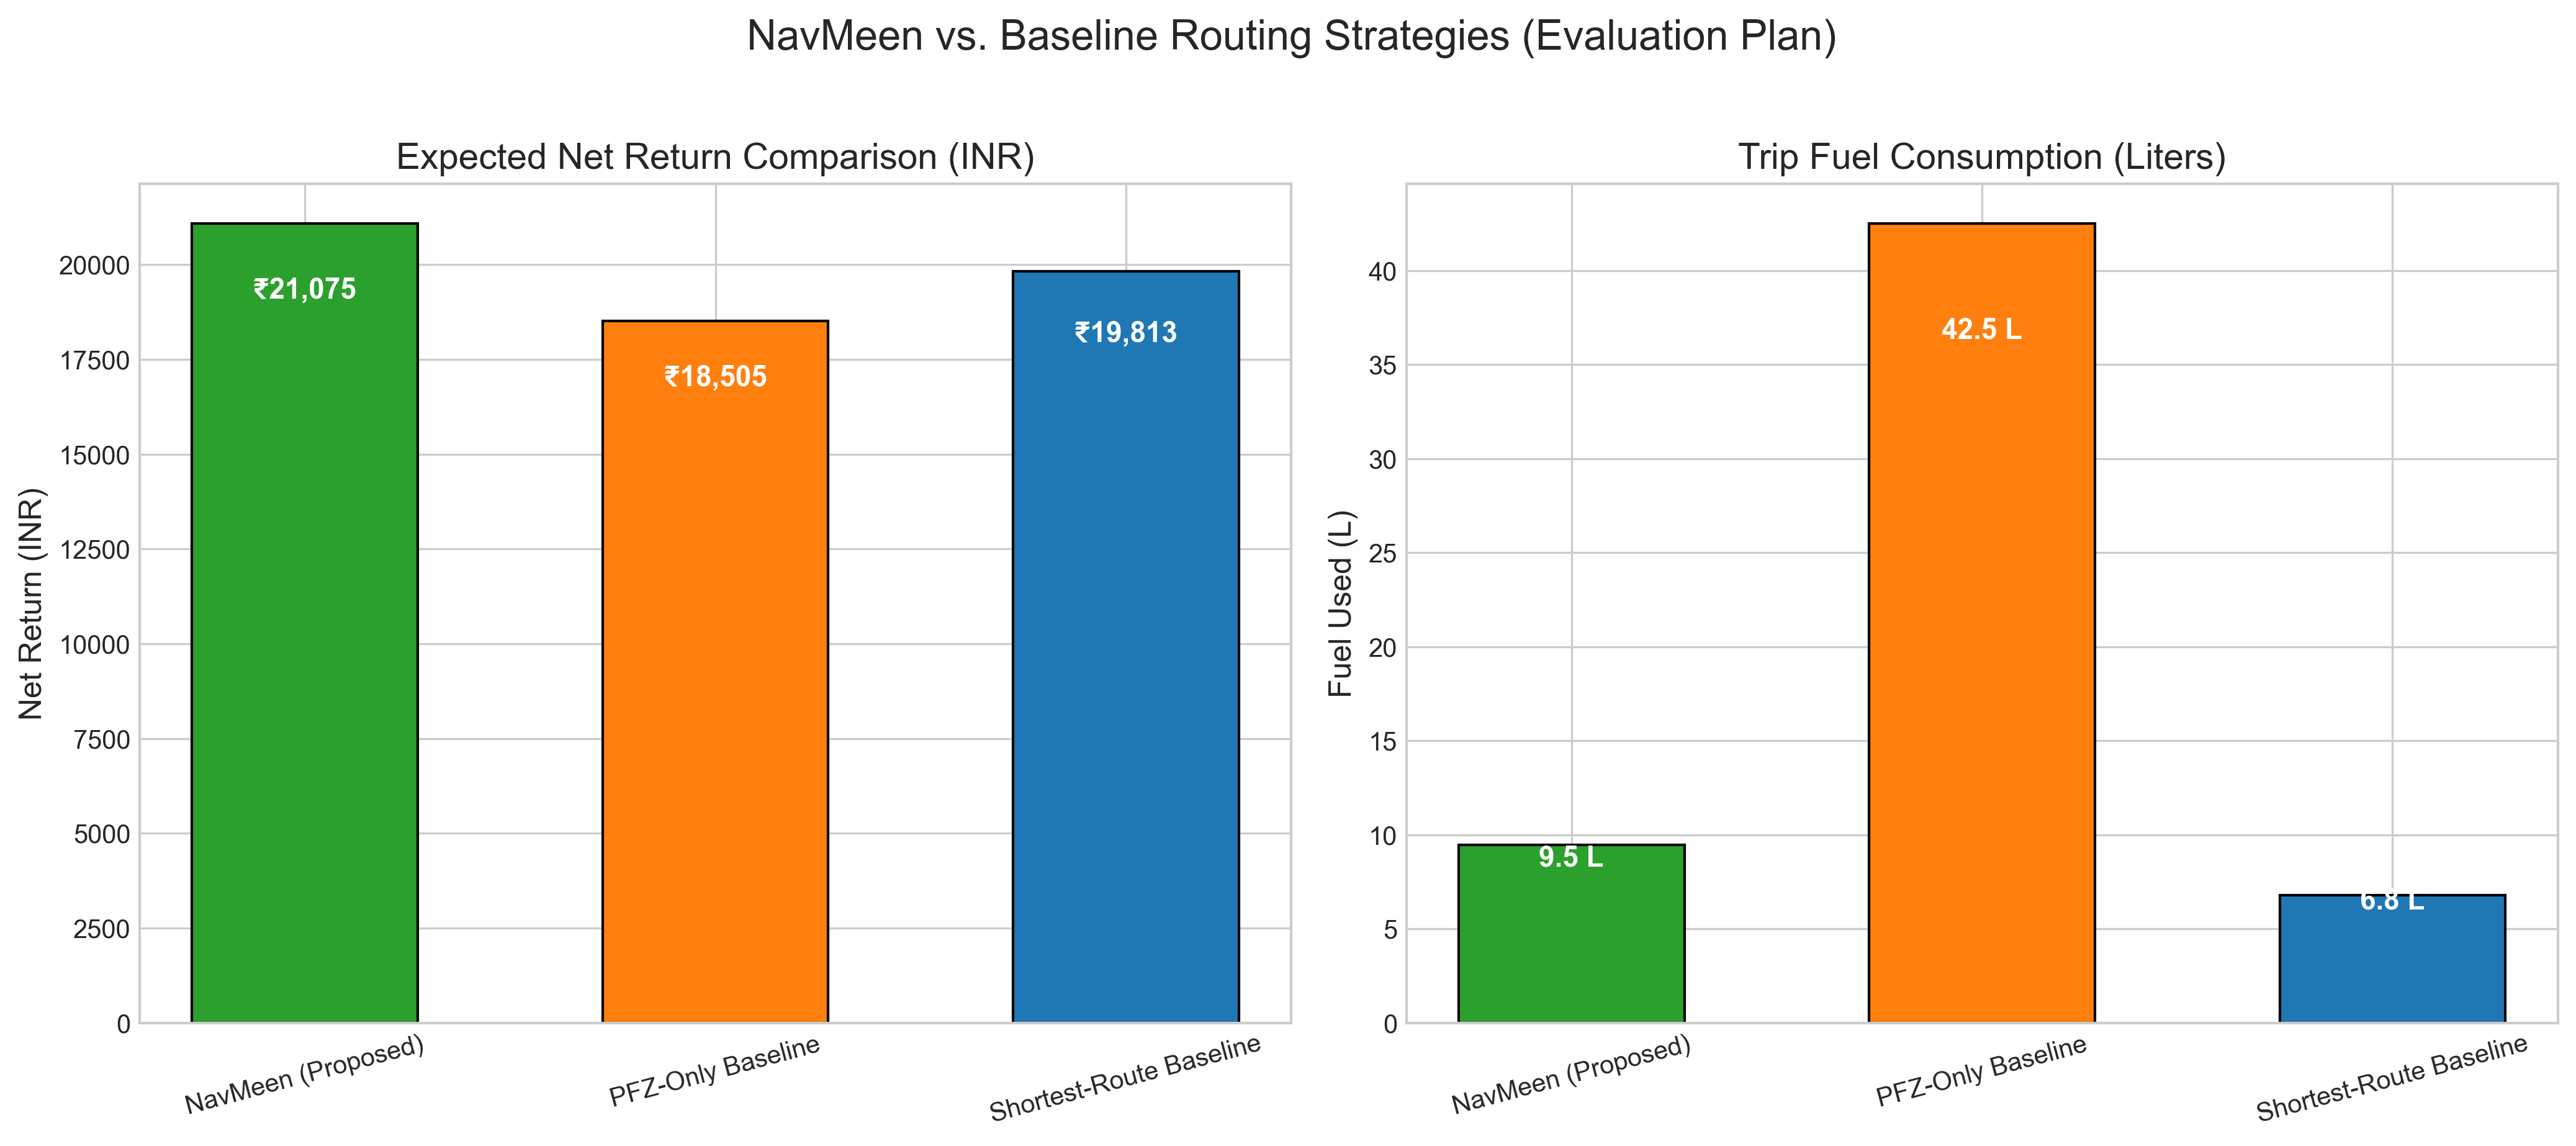 NavMeen vs. Baseline Routing Strategies (Evaluation Plan)
Expected Net Return Comparison (INR)
Net Return (INR)
20000
17500
15000
12500
10000
7500
5000
2500
0
₹21,075
₹18,505
₹19,813
NavMeen (Proposed)
PFZ-Only Baseline
Shortest-Route Baseline
Trip Fuel Consumption (Liters)
Fuel Used (L)
40
35
30
25
20
15
10
5
0
9.5 L
42.5 L
6.8 L
NavMeen (Proposed)
PFZ-Only Baseline
Shortest-Route Baseline